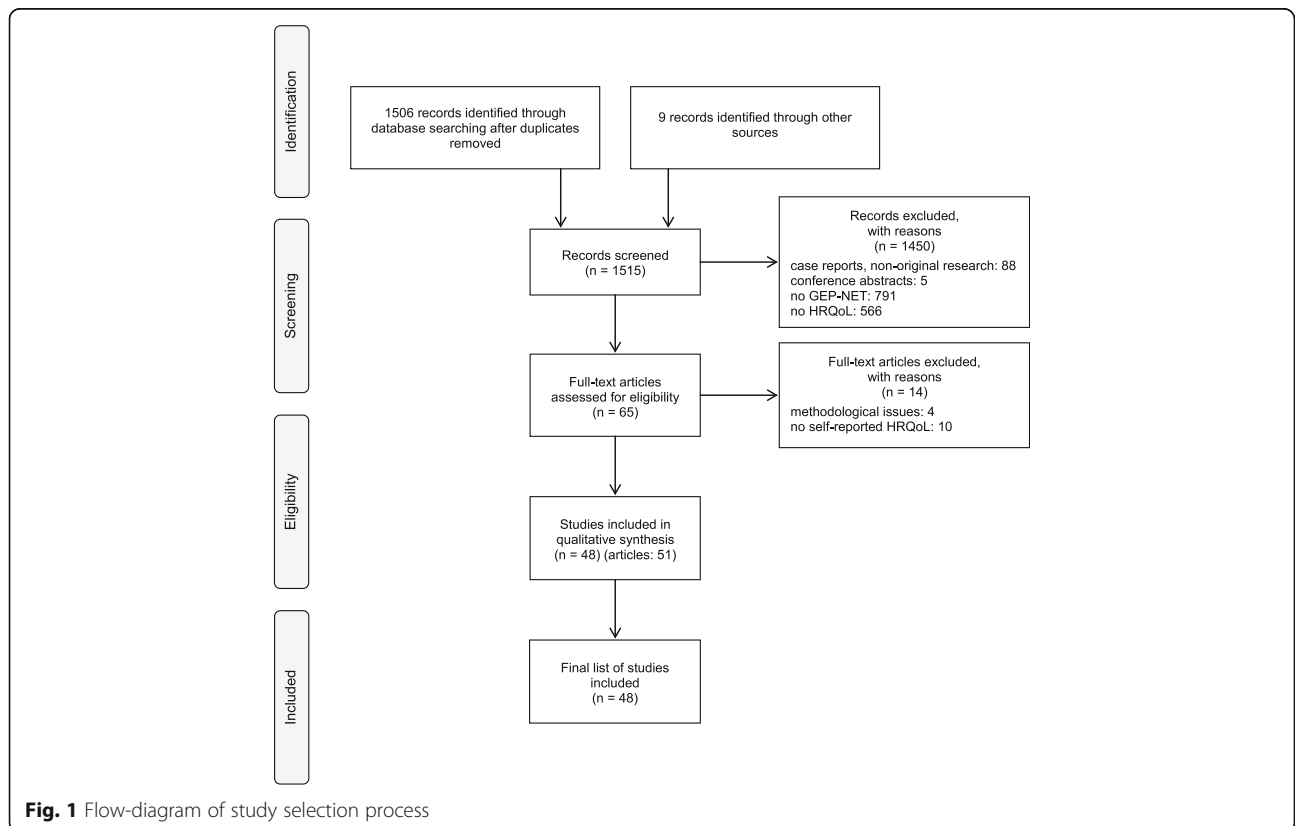 Identification
1506 records identified through
database searching after duplicates
removed
9 records identified through other
sources
Screening
Records screened
(n = 1515)
Records excluded,
with reasons
(n = 1450)
case reports, non-original research: 88
conference abstracts: 5
no GEP-NET: 791
no HRQoL: 566
Full-text articles
assessed for eligibility
(n = 65)
Full-text articles excluded,
with reasons
(n = 14)
methodological issues: 4
no self-reported HRQoL: 10
Eligibility
Studies included in
qualitative synthesis
(n = 48) (articles: 51)
Included
Final list of studies
included
(n = 48)
Fig. 1 Flow-diagram of study selection process